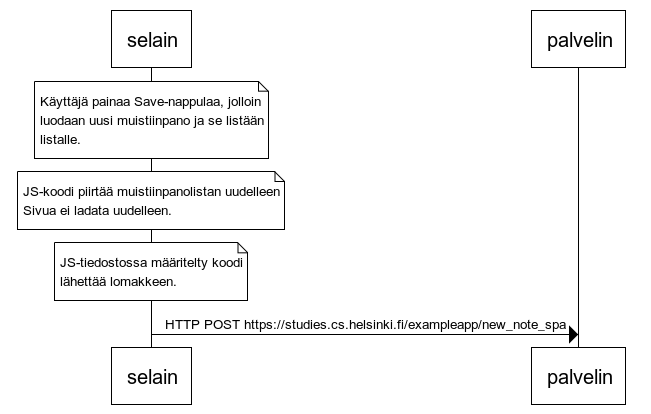 selain
palvelin
Käyttäjä painaa Save-nappulaa, jolloin
luodaan uusi muistiinpano ja se listään
listalle.
JS-koodi piirtää muistiinpanolistan uudelleen
Sivua ei ladata uudelleen.
JS-tiedostossa määritelty koodi
lähettää lomakkeen.
HTTP POST https://studies.cs.helsinki.fi/exampleapp/new_note_spa
selain
palvelin